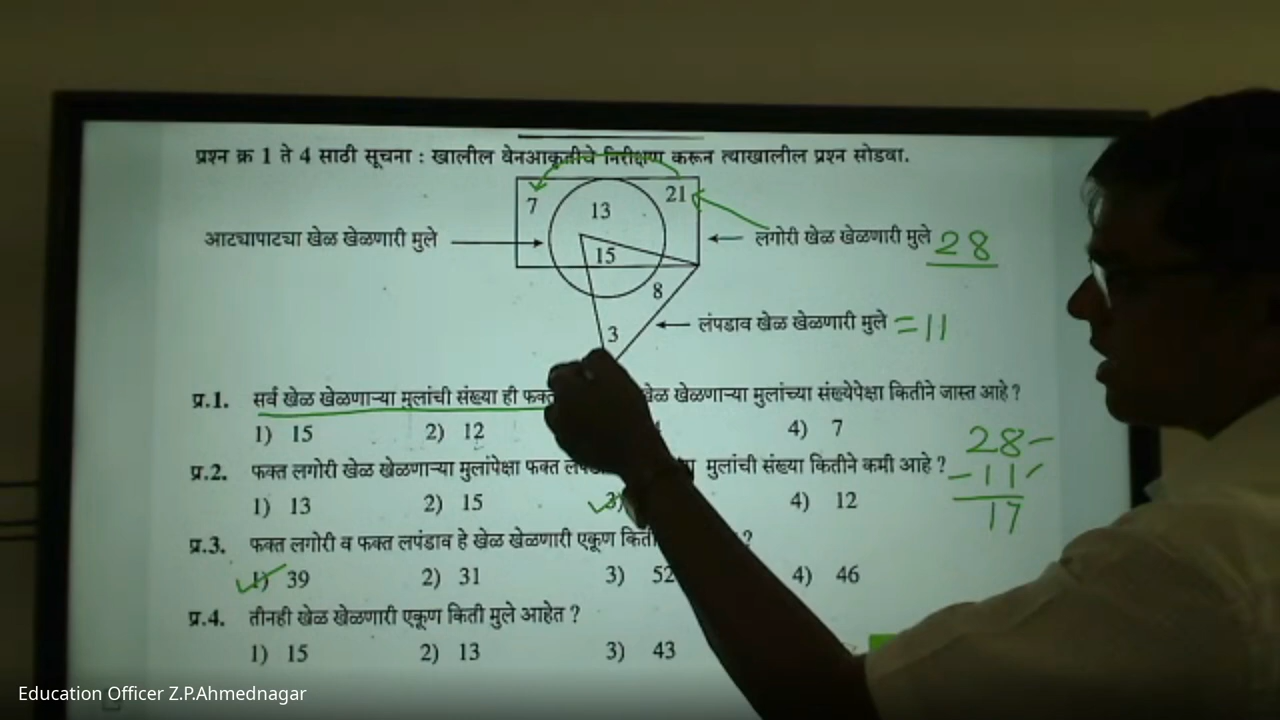 प्रश्न क्र 1 ते 4 साठी सूचना : खालील वेनआकृतीचे निरीक्षण करून त्याखालील प्रश्न सोडवा.
7 13 21
आट्यापाट्या खेळ खेळणारी मुले
लगोरी खेळ खेळणारी मुले 28
15
8
लंपडाव खेळ खेळणारी मुले = 11
3
प्र.1. सर्व खेळ खेळणाऱ्या मुलांची संख्या ही फक्त खेळ खेळणाऱ्या मुलांच्या संख्येपेक्षा कितीने जास्त आहे ?
1) 15 2) 12 4) 7
28
- 11
17
प्र.2. फक्त लगोरी खेळ खेळणाऱ्या मुलांपेक्षा फक्त मुलांची संख्या कितीने कमी आहे ?
1) 13 2) 15 3) 4) 12
प्र.3. फक्त लगोरी व फक्त लपंडाव हे खेळ खेळणारी एकूण किती ?
1) 39 2) 31 3) 52 4) 46
प्र.4. तीनही खेळ खेळणारी एकूण किती मुले आहेत ?
1) 15 2) 13 3) 43
Education Officer Z.P.Ahmednagar